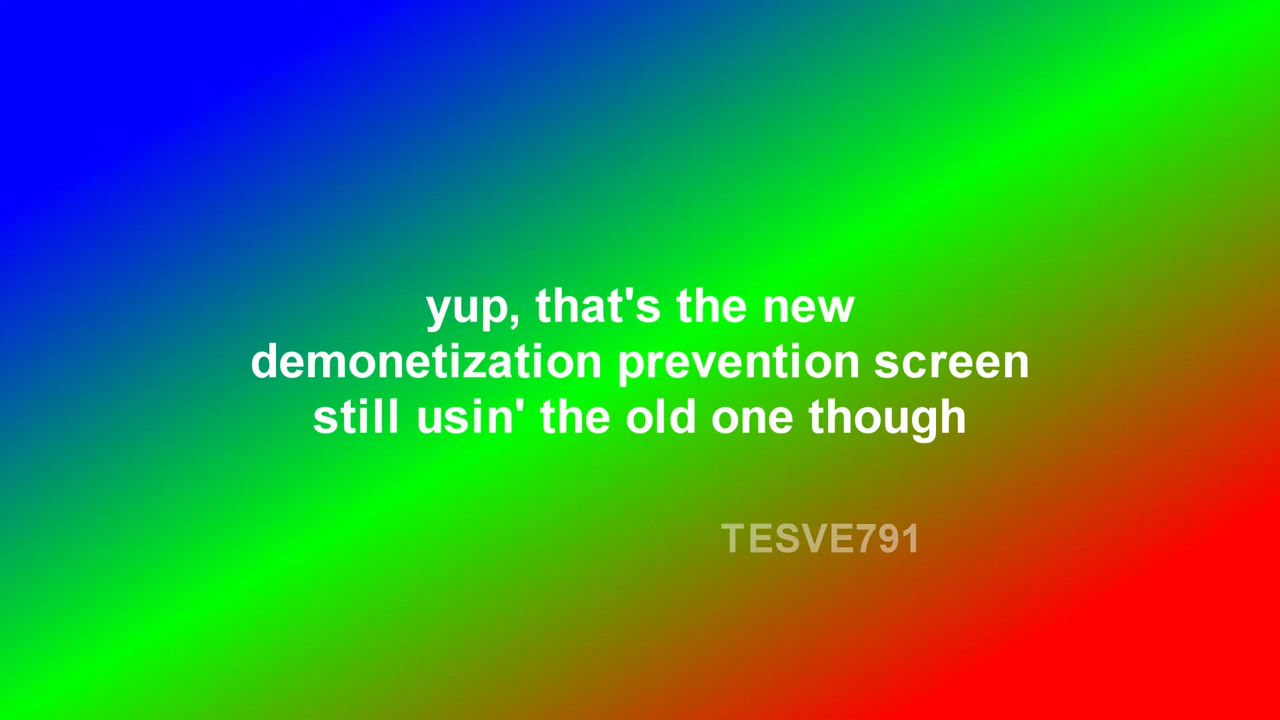 yup, that's the new
demonetization prevention screen
still usin' the old one though
TESVE791